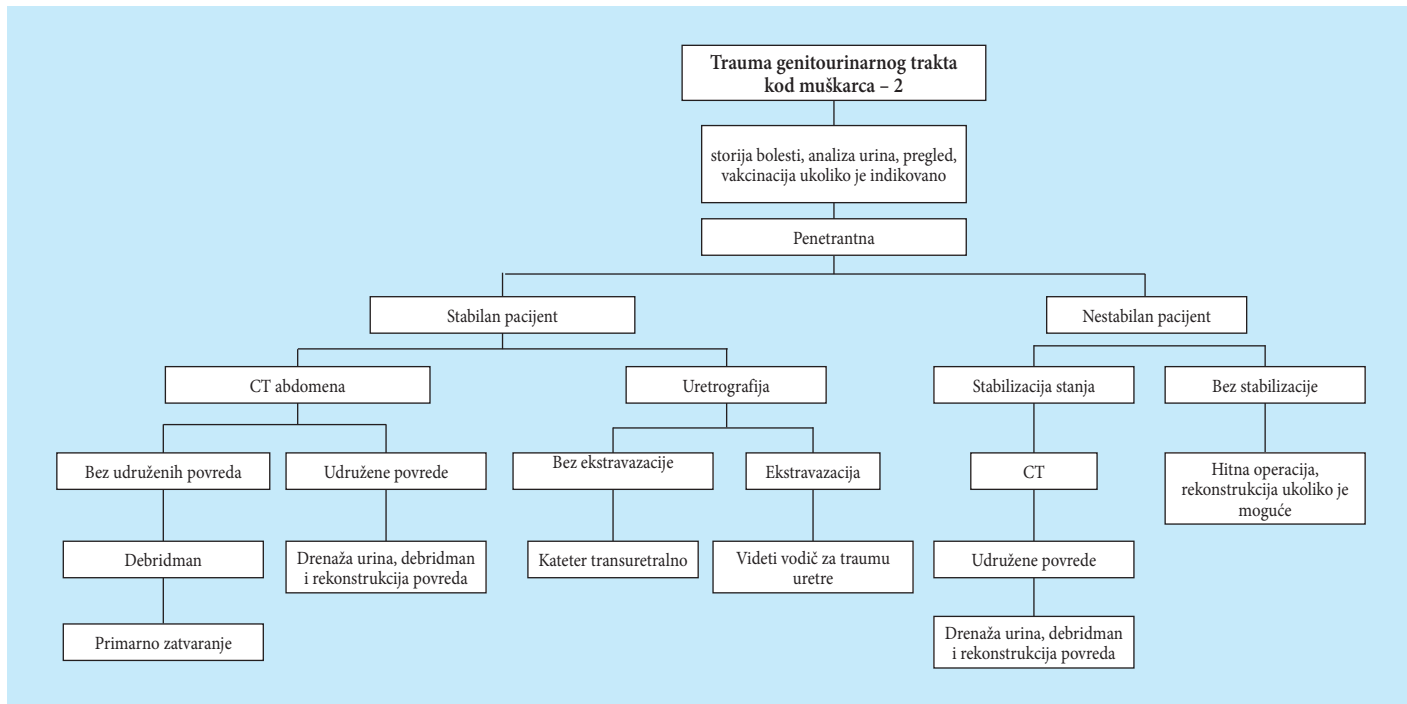 Trauma genitourinarnog trakta
kod muškarca – 2
storija bolesti, analiza urina, pregled,
vakcinacija ukoliko je indikovano
Penetrantna
Stabilan pacijent
Nestabilan pacijent
CT abdomena
Uretrografija
Stabilizacija stanja
Bez stabilizacije
Bez udruženih povreda
Udružene povrede
Bez ekstravazacije
Ekstravazacija
CT
Hitna operacija,
rekonstrukcija ukoliko je
moguće
Debridman
Drenaža urina, debridman
i rekonstrukcija povreda
Kateter transuretralno
Videti vodič za traumu
uretre
Udružene povrede
Primarno zatvaranje
Drenaža urina, debridman
i rekonstrukcija povreda